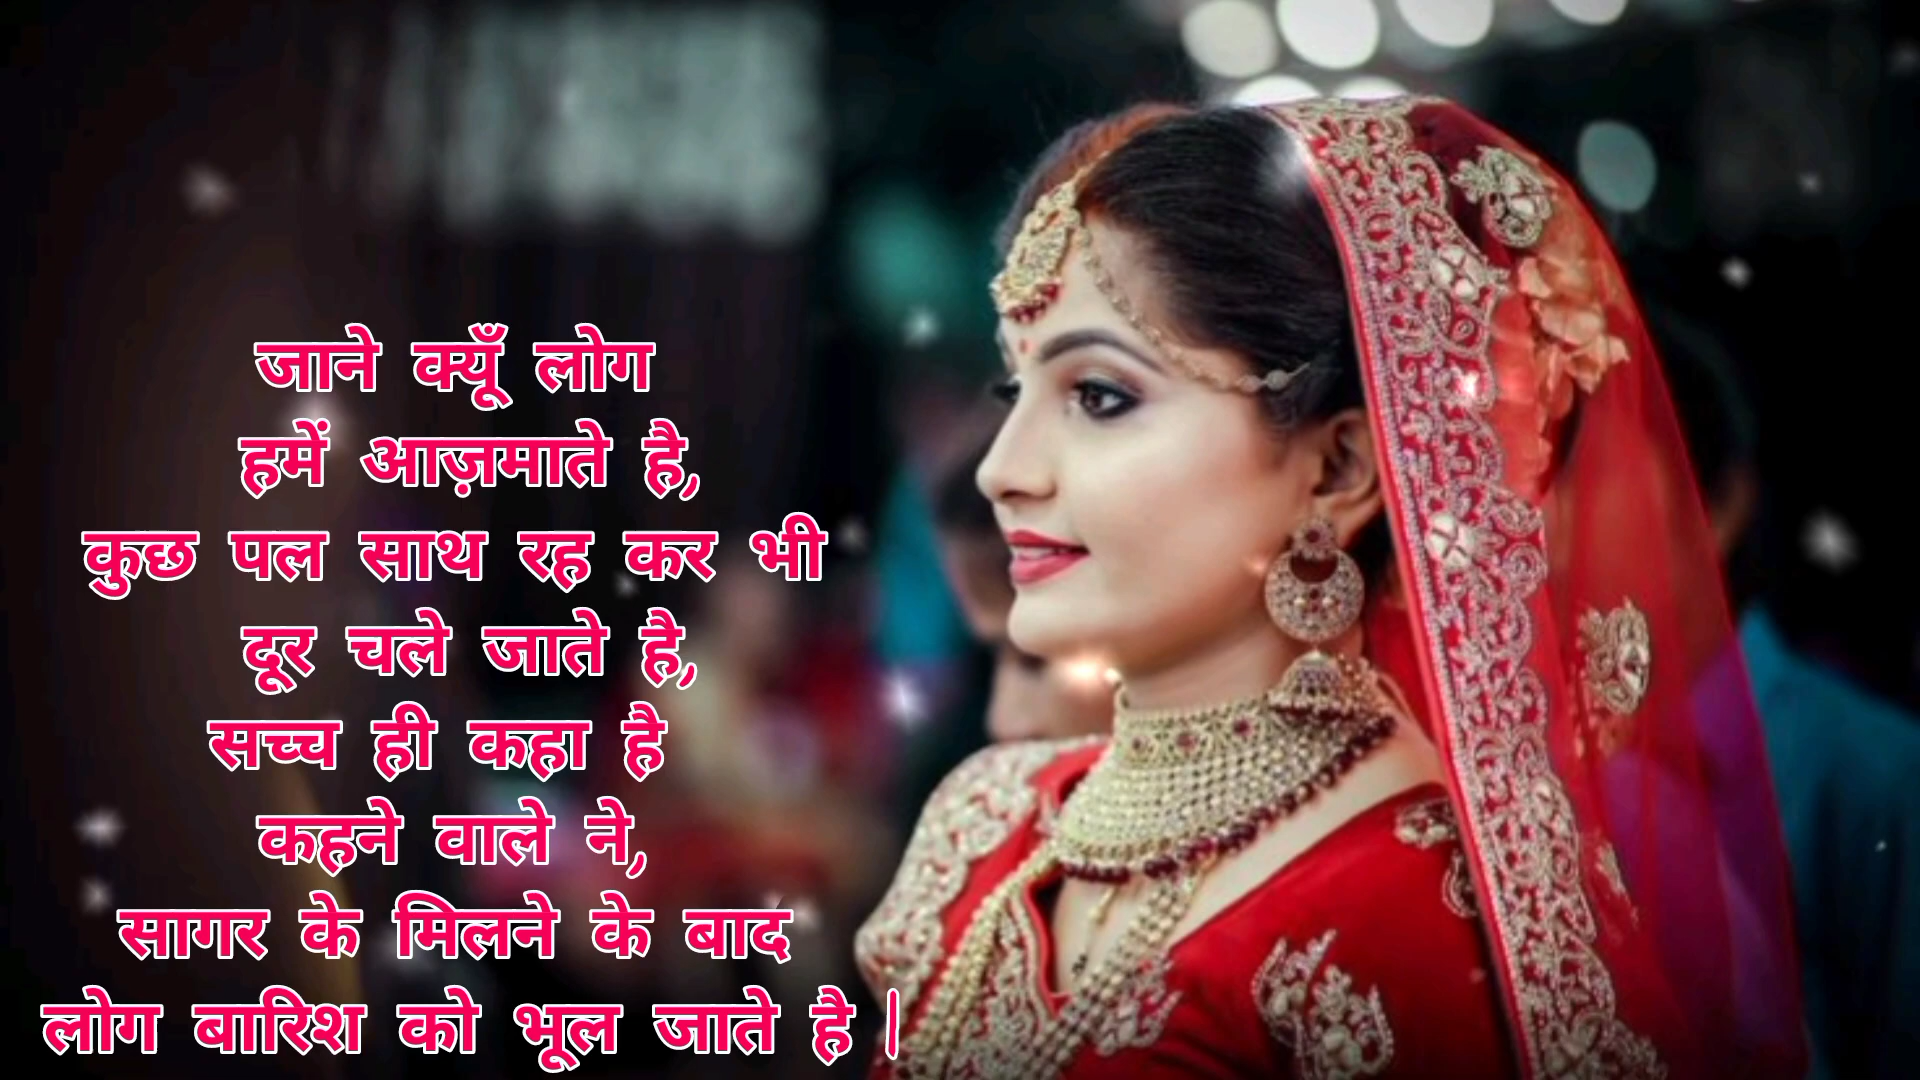 जाने क्यूँ लोग
हमें आज़माते है,
कुछ पल साथ रह कर भी
दूर चले जाते है,
सच्च ही कहा है
कहने वाले ने,
सागर के मिलने के बाद
लोग बारिश को भूल जाते है |